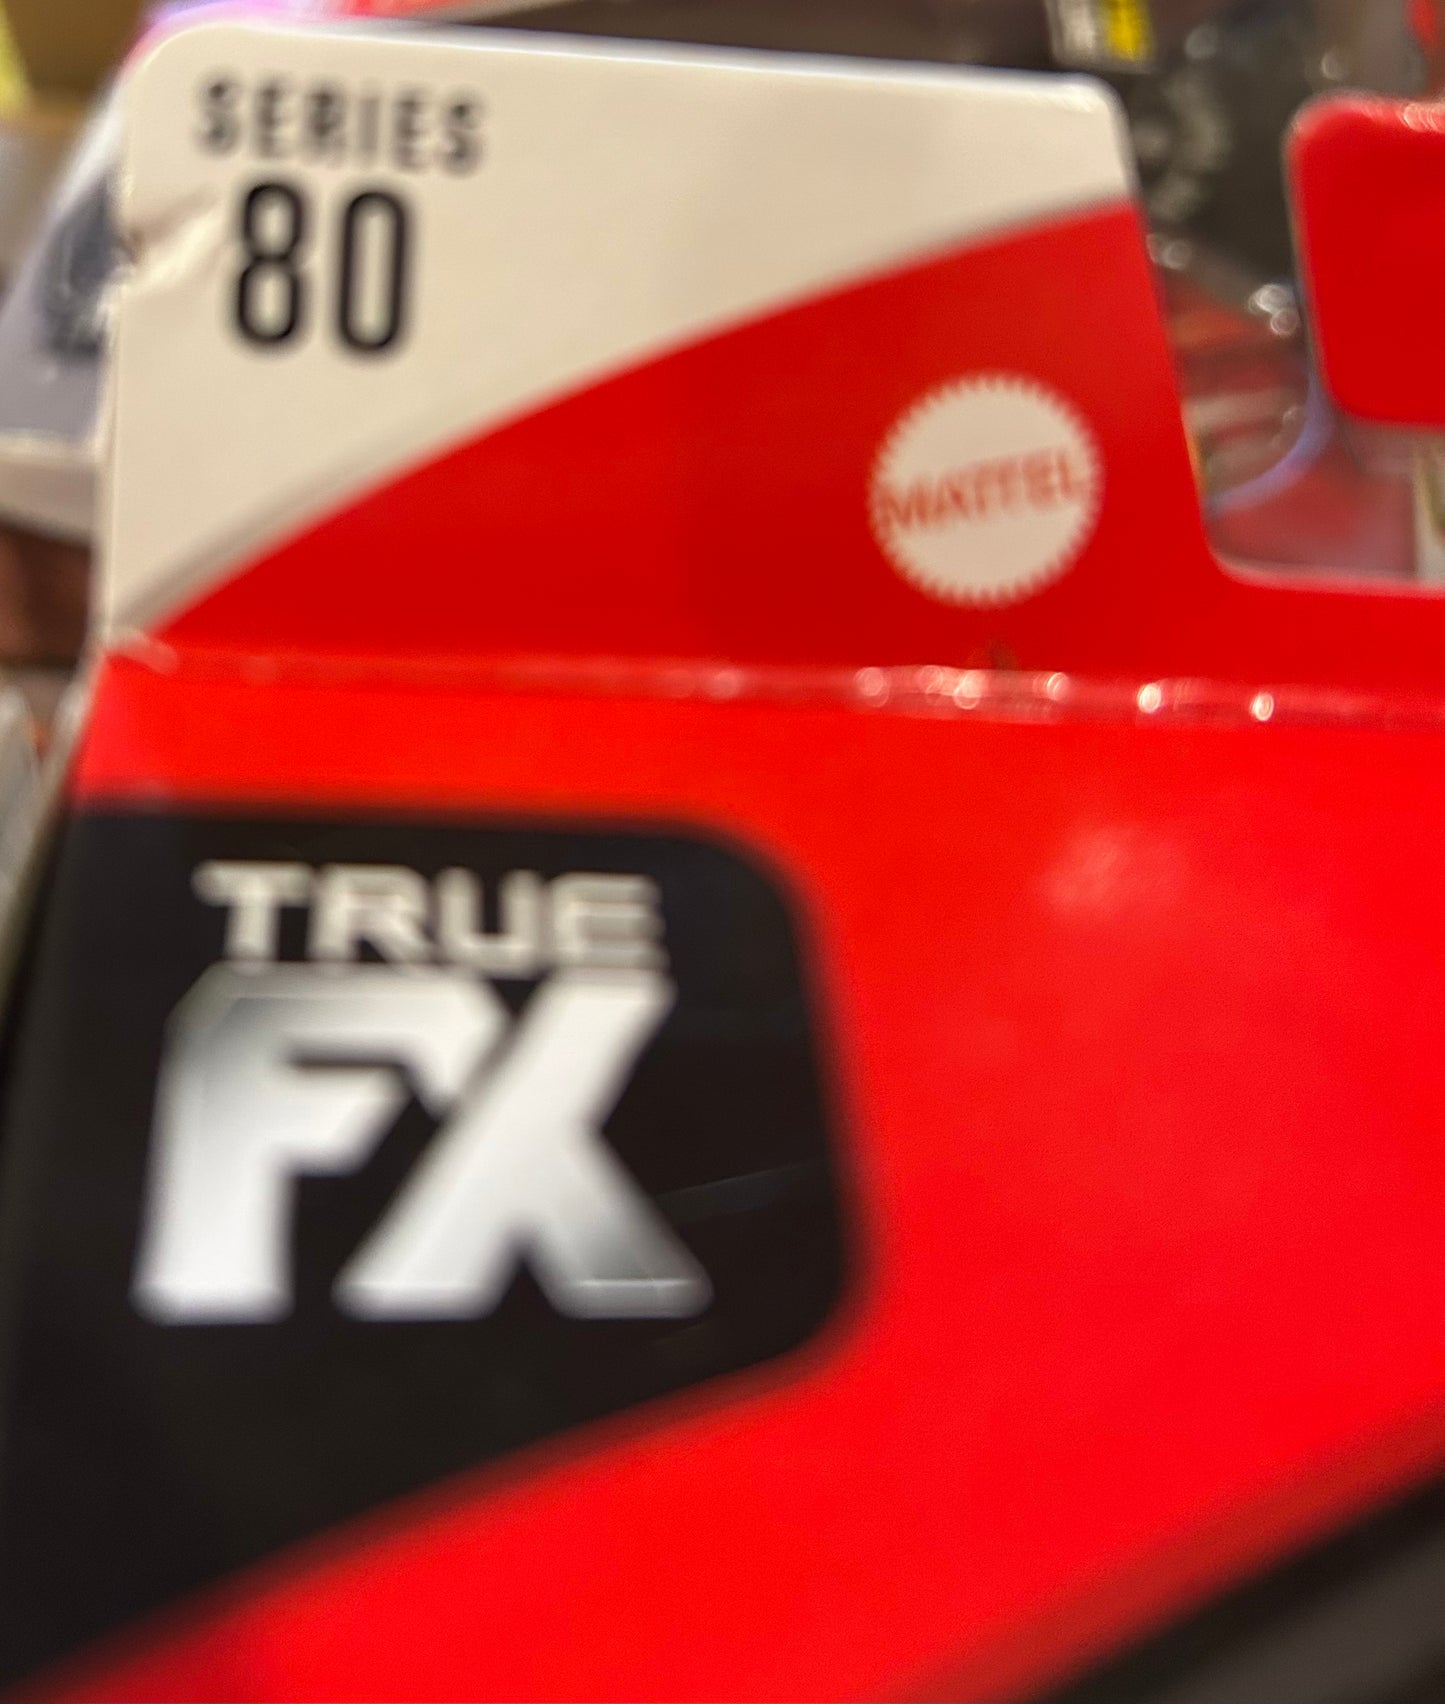 SERIES
80
MATTEL
TRUE
FX